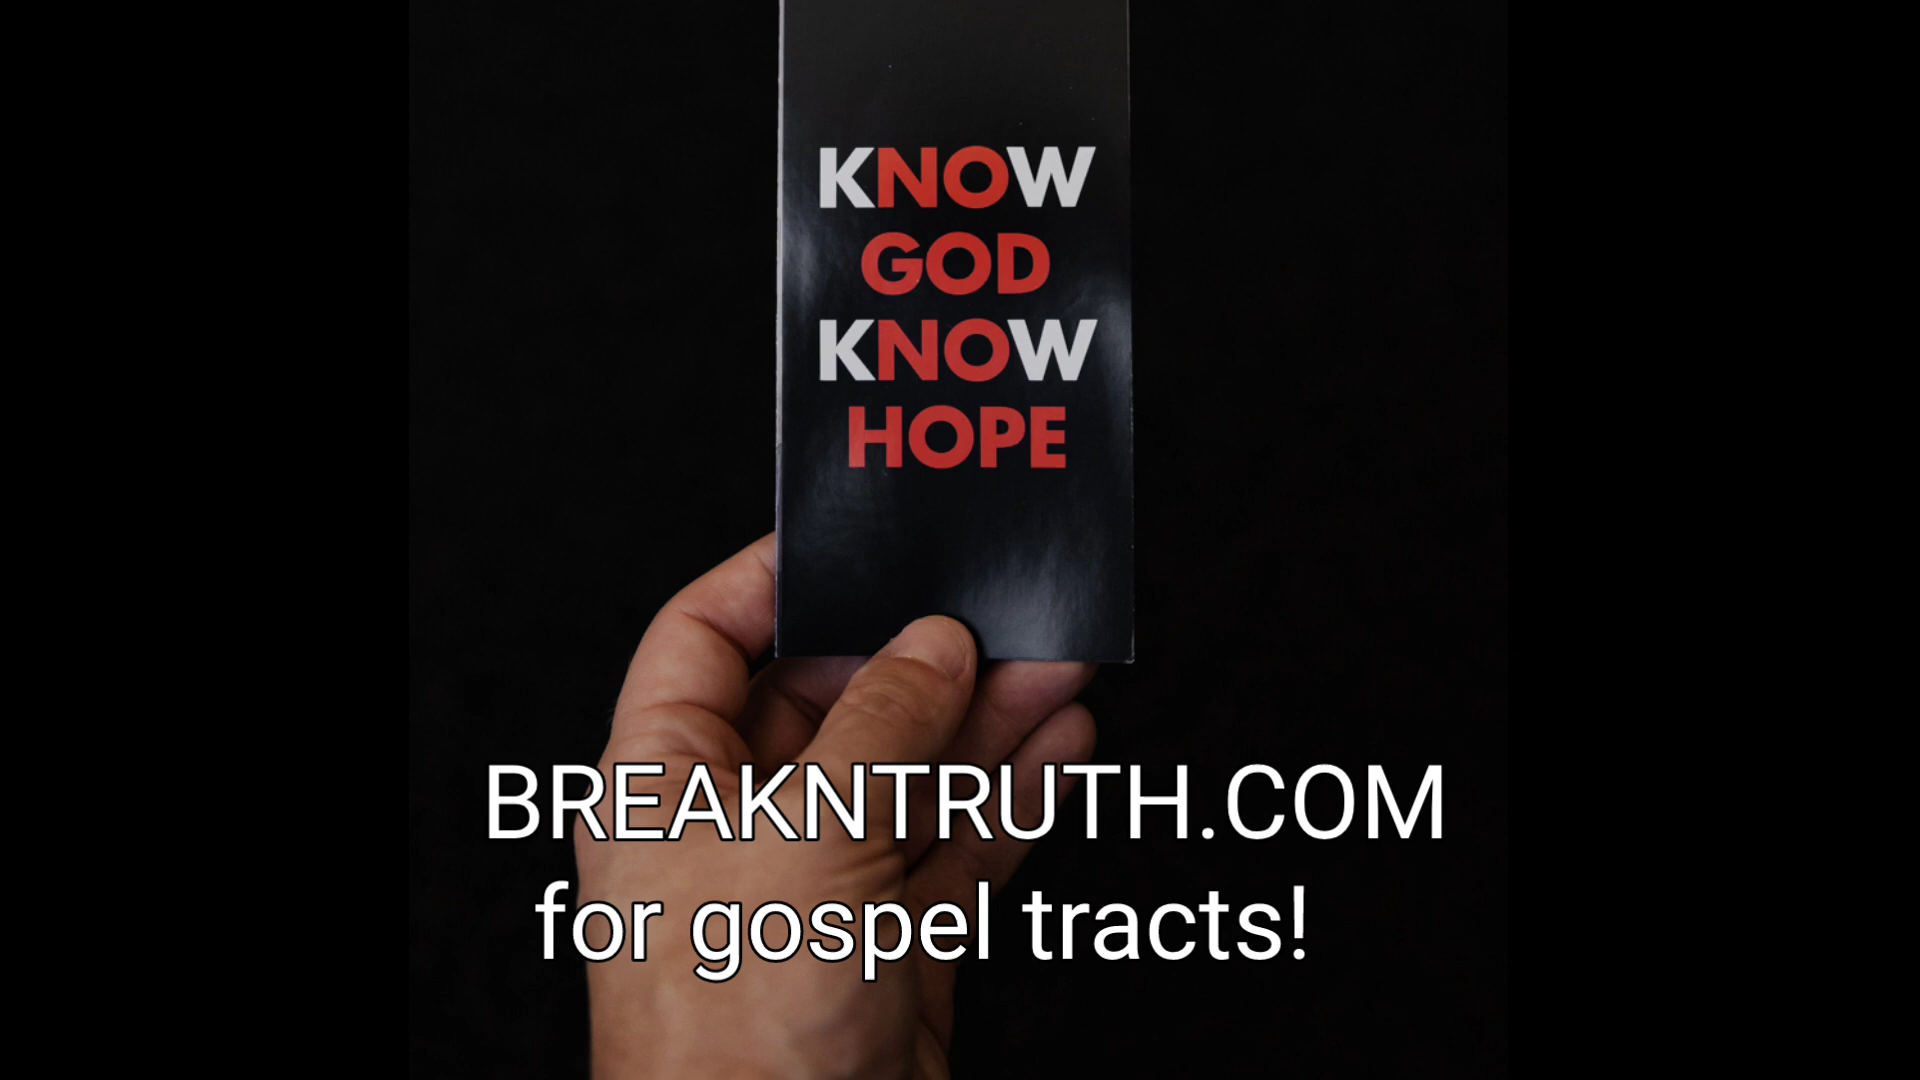 KNOW
GOD
KNOW
HOPE
BREAKNTRUTH.COM
for gospel tracts!